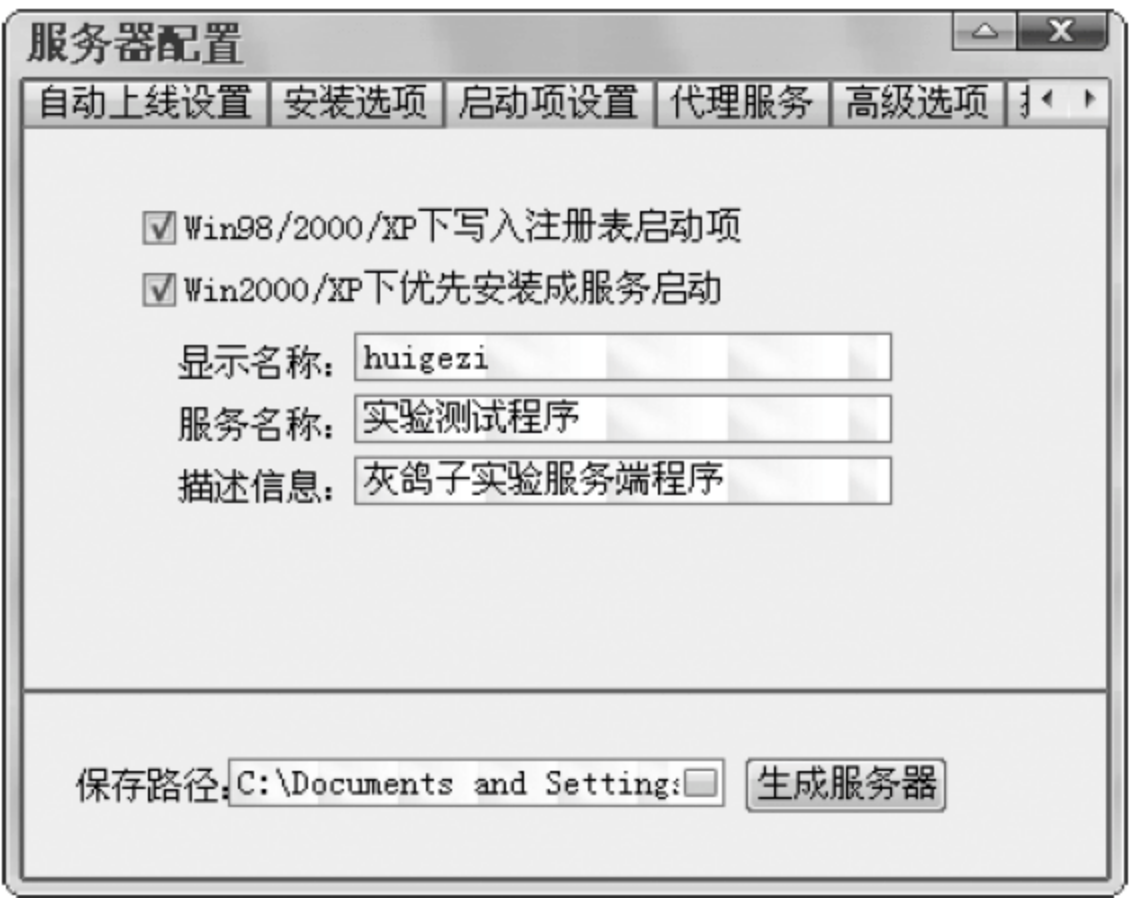 服务器配置
自动上线设置 安装选项 启动项设置 代理服务 高级选项
Win98/2000/XP下写入注册表启动项
Win2000/XP下优先安装成服务启动
显示名称： huigezi
服务名称： 实验测试程序
描述信息： 灰鸽子实验服务端程序
保存路径： C:\Documents and Settings 生成服务器